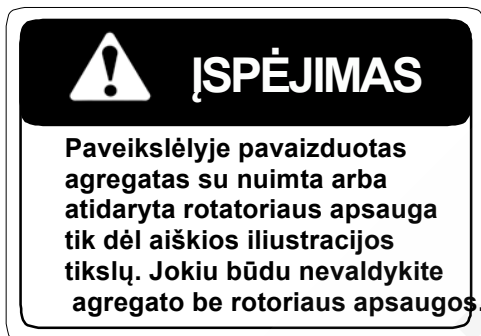 ĮSPĖJIMAS
Paveikslėlyje pavaizduotas
agregatas su nuimta arba
atidaryta rotatoriaus apsauga
tik dėl aiškios iliustracijos
tikslų. Jokiu būdu nevaldykite
agregato be rotoriaus apsaugos.